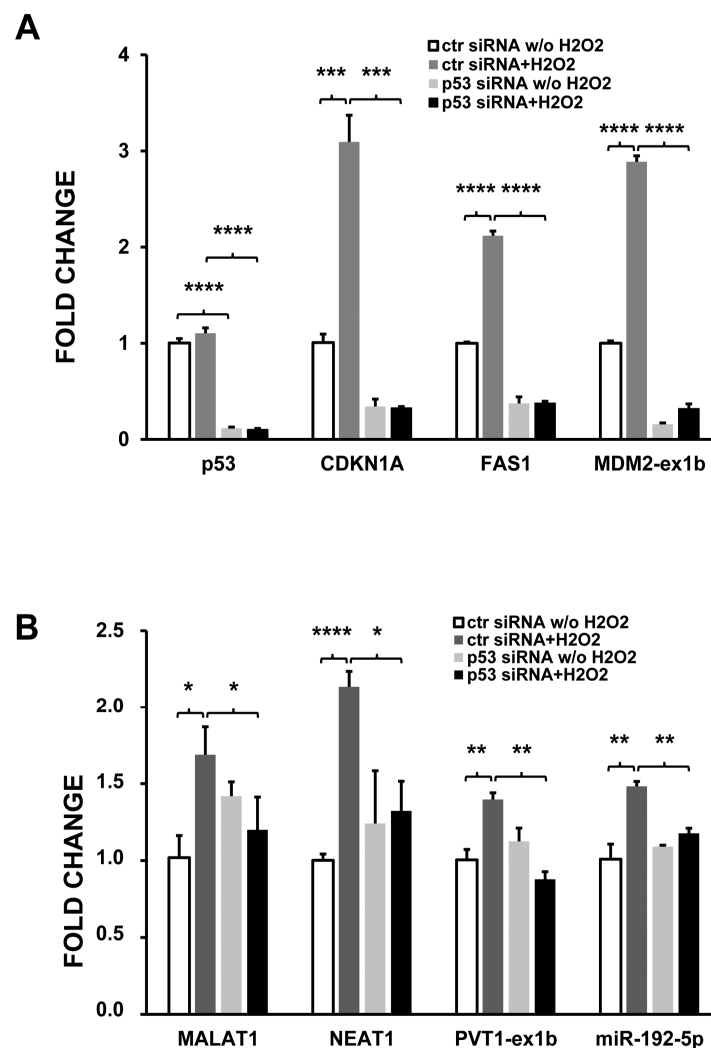 A
ctr siRNA w/o H2O2
ctr siRNA+H2O2
p53 siRNA w/o H2O2
p53 siRNA+H2O2
FOLD CHANGE
4
3
2
1
0
*** ***
**** ****
**** ****
****
****
p53 CDKN1A FAS1 MDM2-ex1b
B
ctr siRNA w/o H2O2
ctr siRNA+H2O2
p53 siRNA w/o H2O2
p53 siRNA+H2O2
FOLD CHANGE
2.5
2.0
1.5
1.0
0.5
0.0
**** *
* *
** **
** **
MALAT1 NEAT1 PVT1-ex1b miR-192-5p